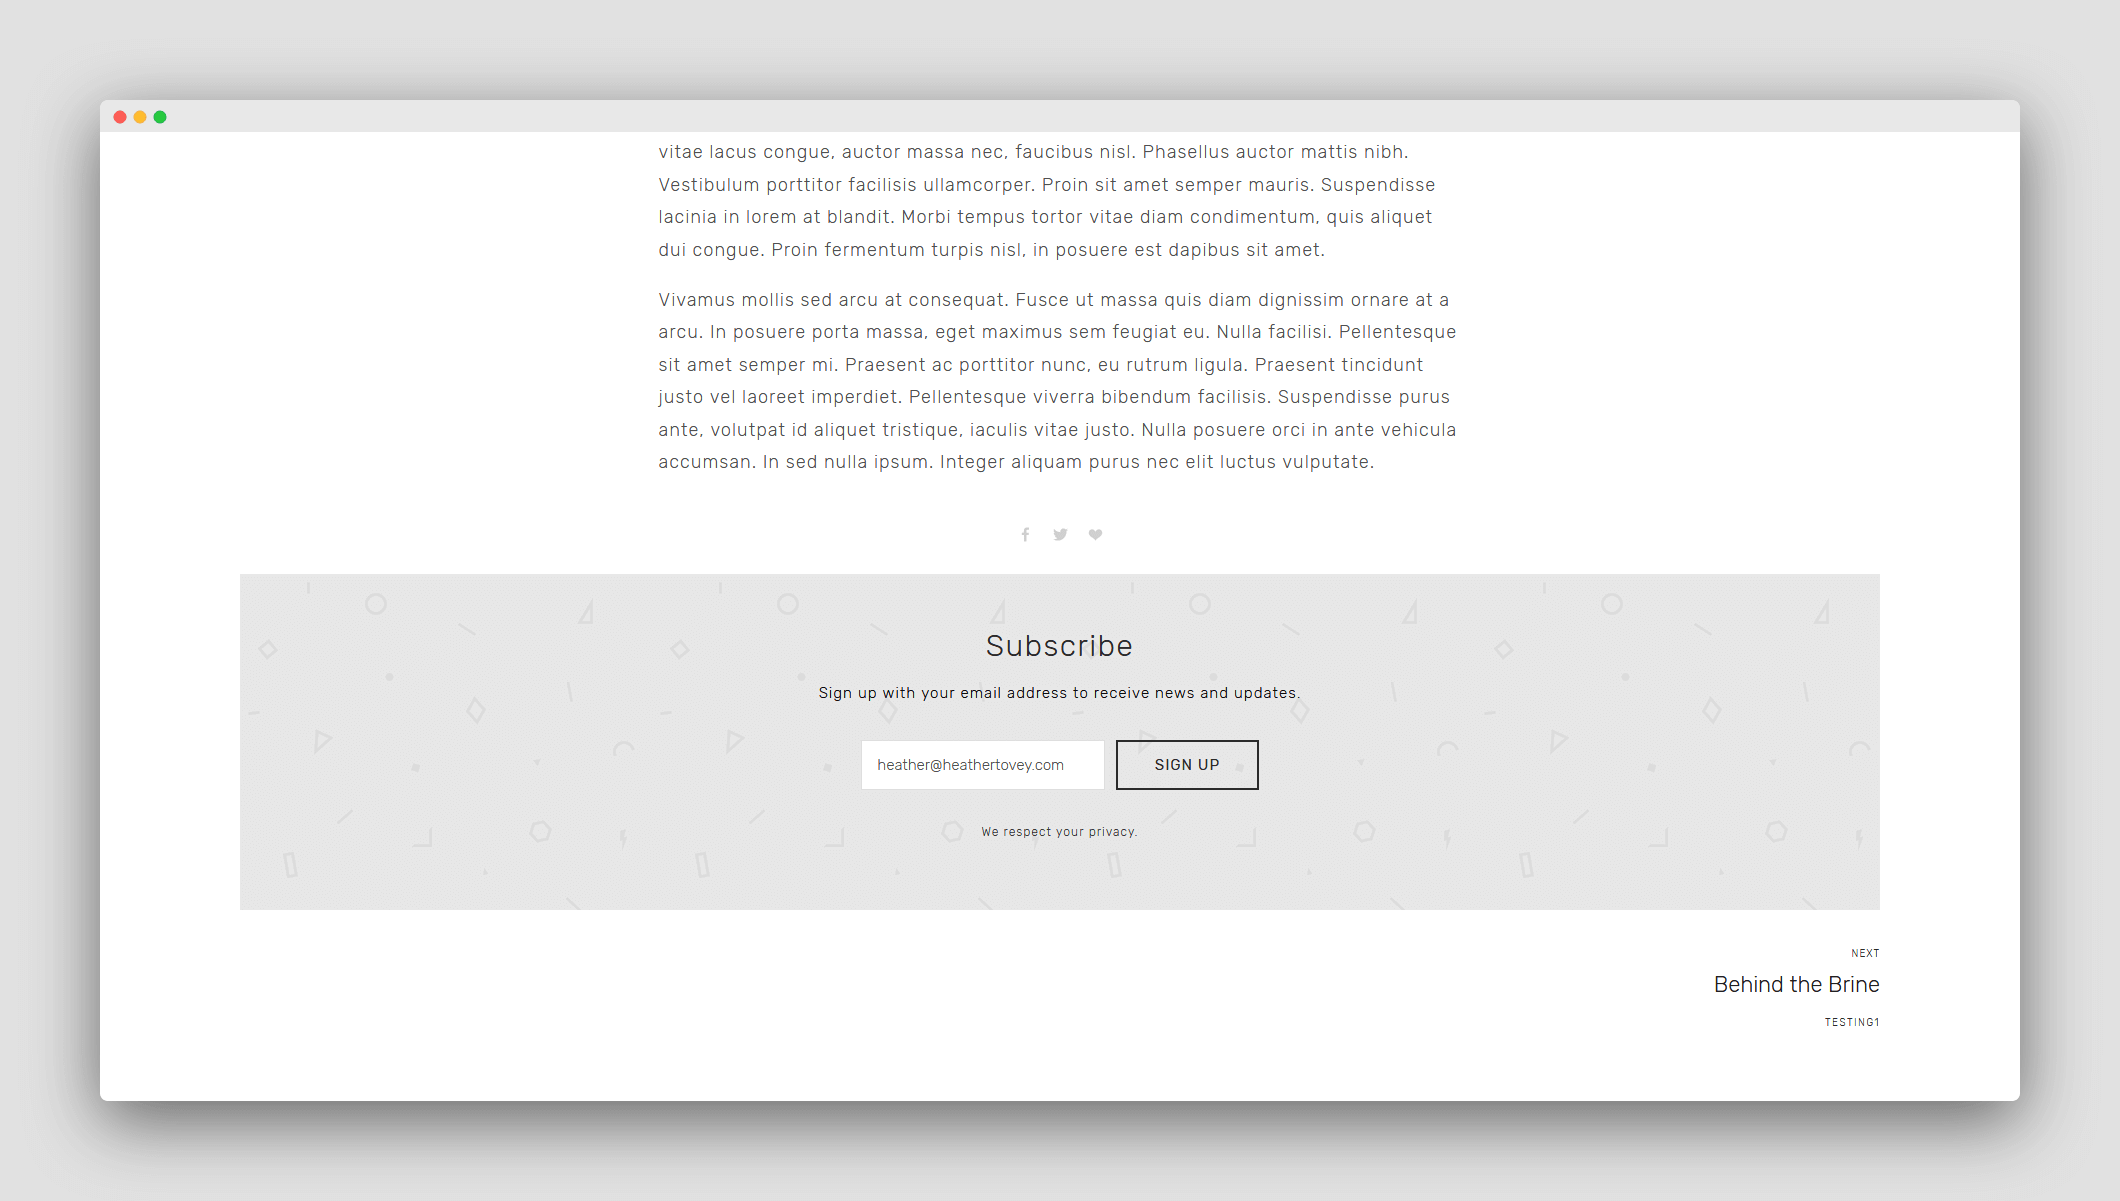 vitae lacus congue, auctor massa nec, faucibus nisl. Phasellus auctor mattis nibh.
Vestibulum porttitor facilisis ullamcorper. Proin sit amet semper mauris. Suspendisse
lacinia in lorem at blandit. Morbi tempus tortor vitae diam condimentum, quis aliquet
dui congue. Proin fermentum turpis nisl, in posuere est dapibus sit amet.
Vivamus mollis sed arcu at consequat. Fusce ut massa quis diam dignissim ornare at a
arcu. In posuere porta massa, eget maximus sem feugiat eu. Nulla facilisi. Pellentesque
sit amet semper mi. Praesent ac porttitor nunc, eu rutrum ligula. Praesent tincidunt
justo vel laoreet imperdiet. Pellentesque viverra bibendum facilisis. Suspendisse purus
ante, volutpat id aliquet tristique, iaculis vitae justo. Nulla posuere orci in ante vehicula
accumsan. In sed nulla ipsum. Integer aliquam purus nec elit luctus vulputate.
Subscribe
Sign up with your email address to receive news and updates.
heather@heathertovey.com
SIGN UP
We respect your privacy.
NEXT
Behind the Brine
TESTING1